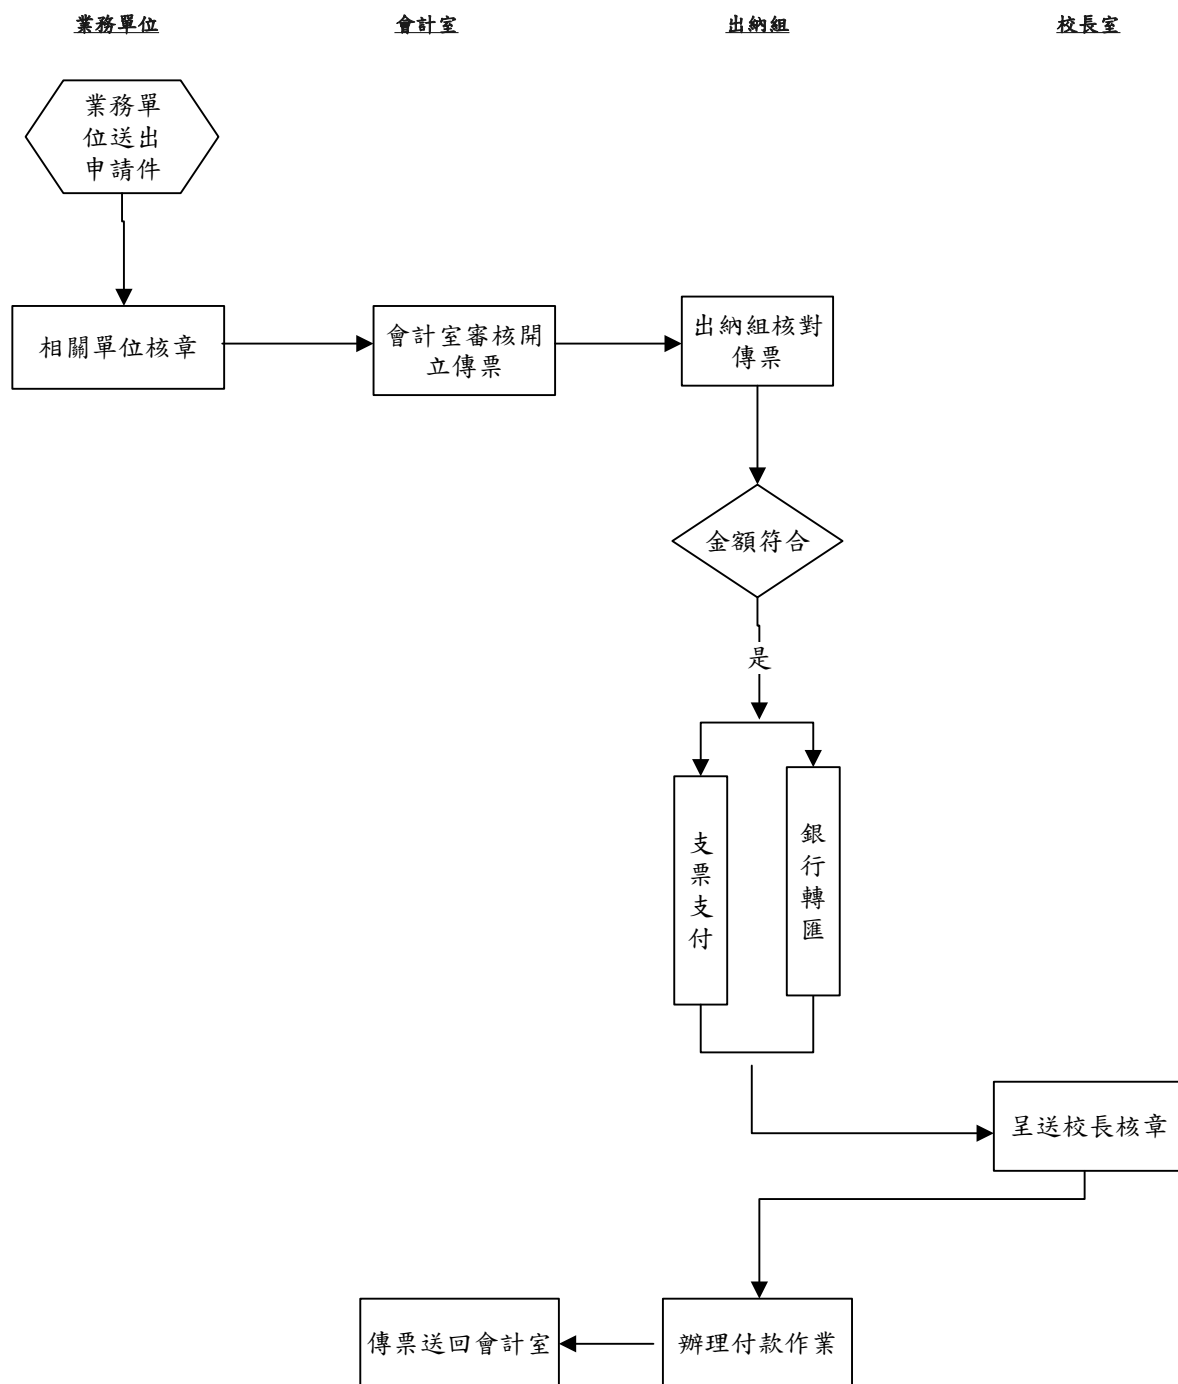 業務單位
會計室
出納組
校長室
業務單
位送出
申請件
相關單位核章
會計室審核開
立傳票
出納組核對
傳票
金額符合
是
支
票
支
付
銀
行
轉
匯
呈送校長核章
傳票送回會計室
辦理付款作業